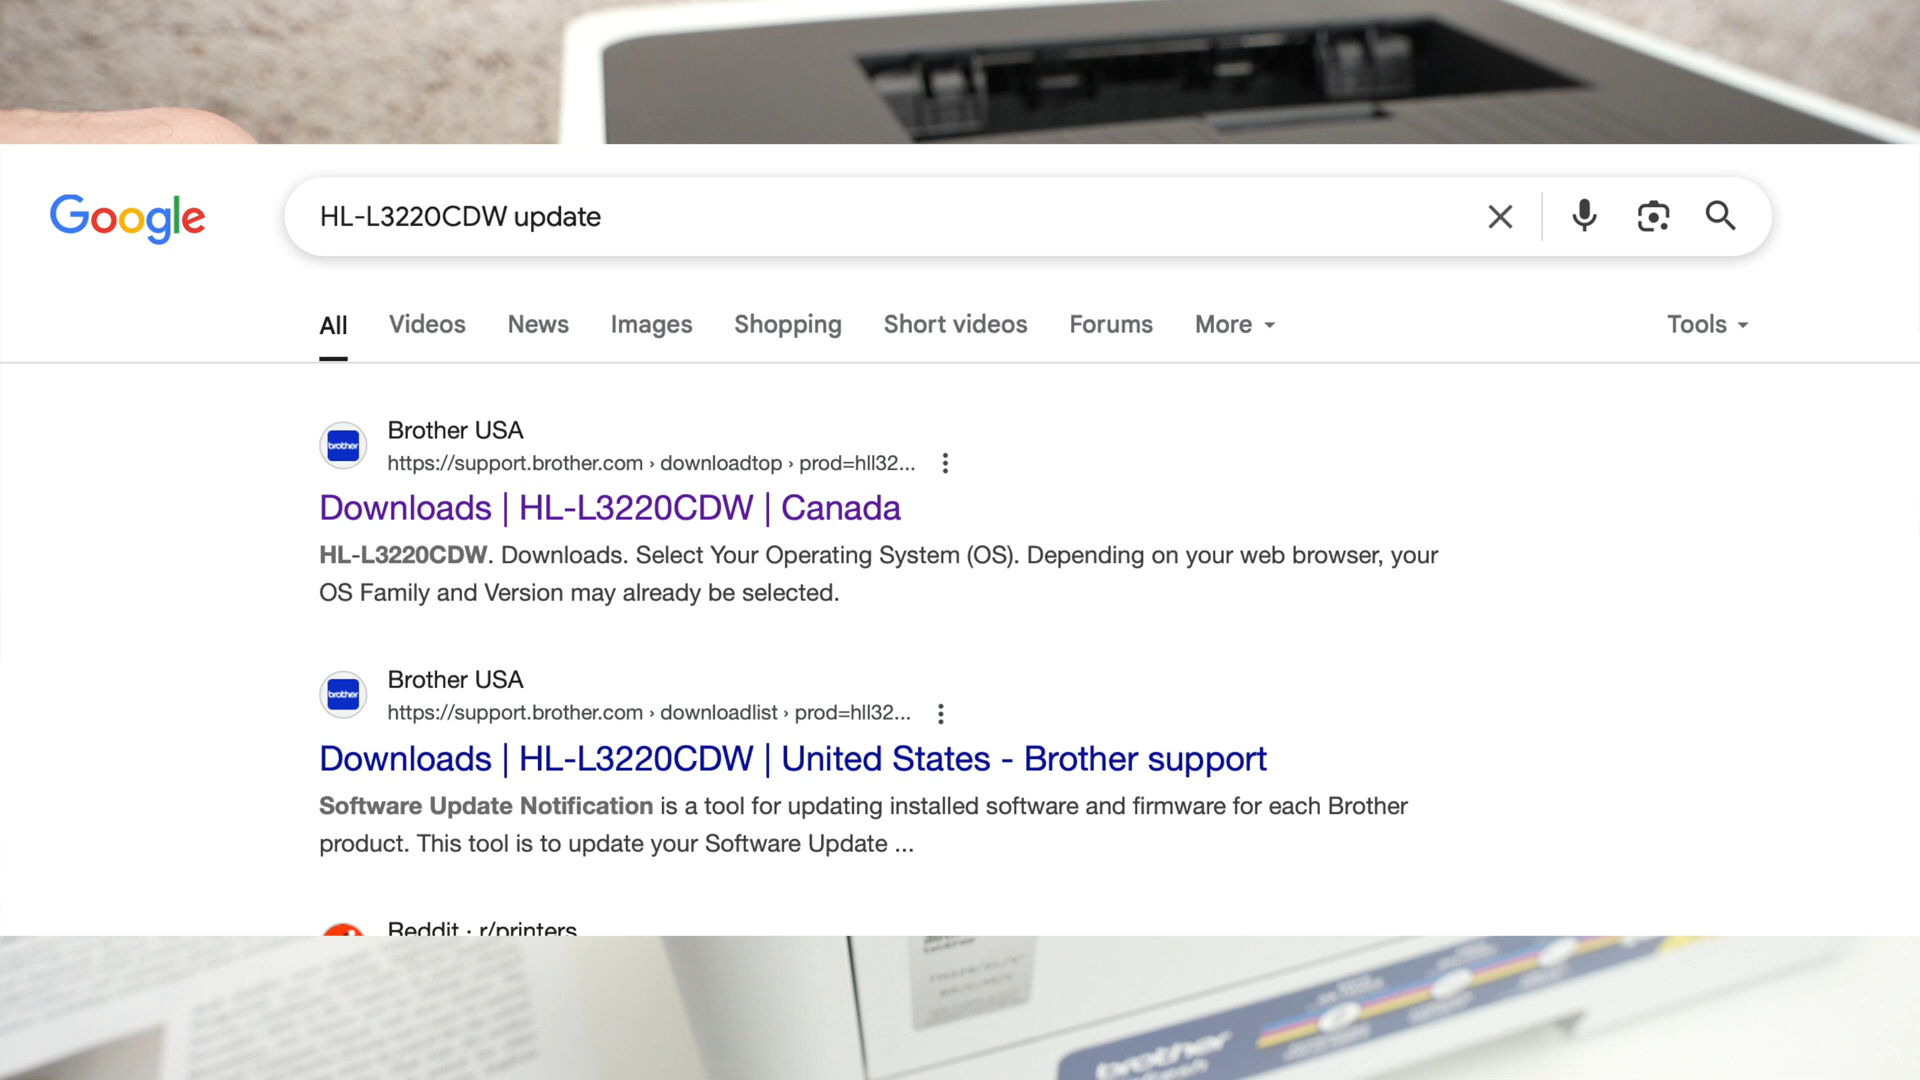 Google
HL-L3220CDW update
All Videos News Images Shopping Short videos Forums More Tools
brother
Brother USA
https://support.brother.com › downloadtop › prod=hll32...
Downloads | HL-L3220CDW | Canada
HL-L3220CDW. Downloads. Select Your Operating System (OS). Depending on your web browser, your
OS Family and Version may already be selected.
brother
Brother USA
https://support.brother.com › downloadlist › prod=hll32...
Downloads | HL-L3220CDW | United States - Brother support
Software Update Notification is a tool for updating installed software and firmware for each Brother
product. This tool is to update your Software Update ...
Reddit · r/printers
brother